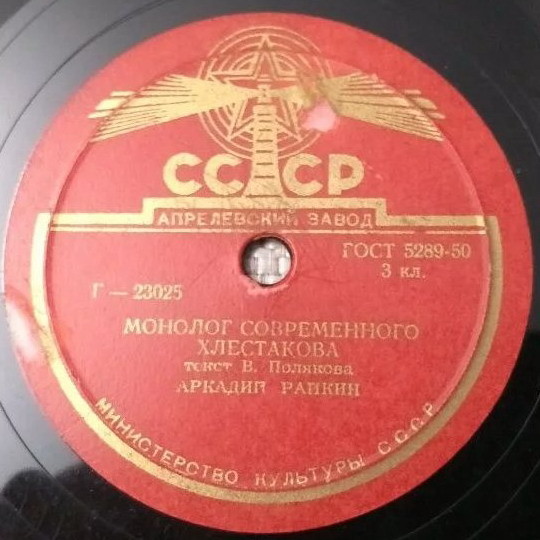 СССР
АПРЕЛЕВСКИЙ ЗАВОД
ГОСТ 5289-50
3 кл.
Г — 23025
МОНОЛОГ СОВРЕМЕННОГО
ХЛЕСТАКОВА
текст В. Полякова
АРКАДИЙ РАЙКИН
МИНИСТЕРСТВО КУЛЬТУРЫ СССР